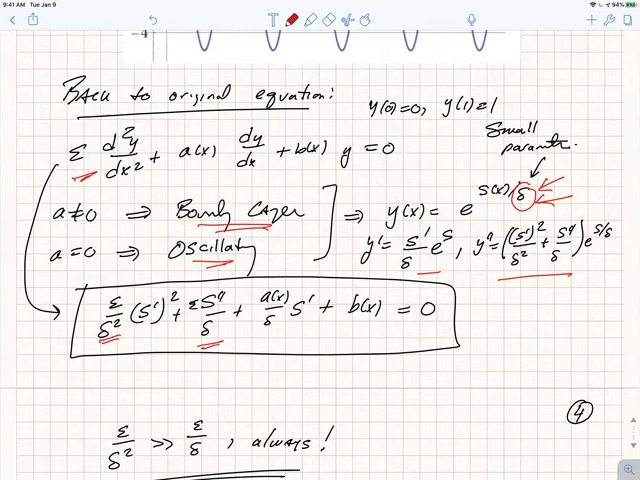 9:41 AM Tue Jan 9
94%
-4
Back to original equation:
y(0)=0, y(1)=1
Small
parameter.
ε d²y/dx² + a(x) dy/dx + b(x) y = 0
a≠0 ⇒ Boundary Layer
a=0 ⇒ Oscillatory
⇒ y(x) = e^{S(x)/δ}
y' = S'/δ e^S, y'' = ((S')²/δ² + S''/δ) e^{S/δ}
ε/δ² (S')² + εS''/δ + a(x)/δ S' + b(x) = 0
④
ε/δ² >> ε/δ, always!